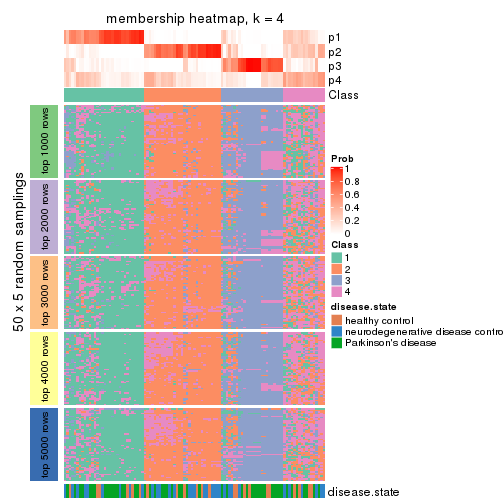 membership heatmap, k = 4
p1
p2
p3
p4
Class
50 x 5 random samplings
top 1000 rows
top 2000 rows
top 3000 rows
top 4000 rows
top 5000 rows
Prob
1
0.8
0.6
0.4
0.2
0
Class
1
2
3
4
disease.state
healthy control
neurodegenerative disease contro
Parkinson's disease
disease.state